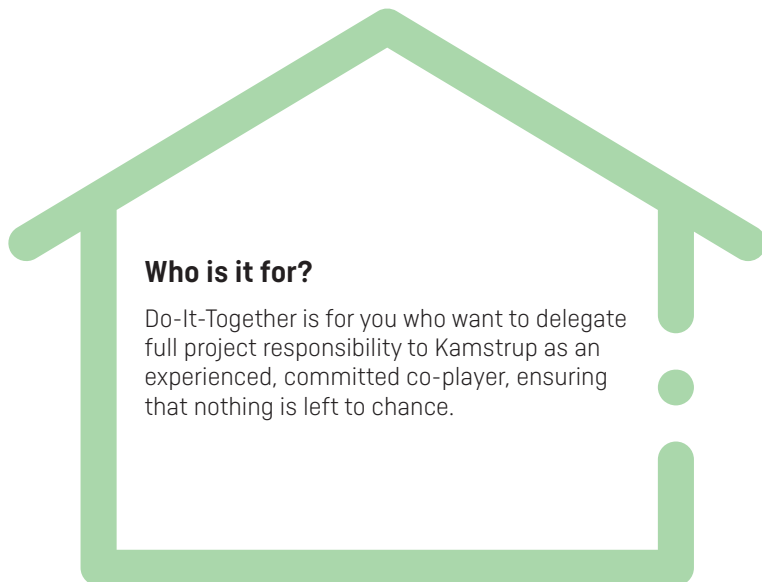 Who is it for?
Do-It-Together is for you who want to delegate
full project responsibility to Kamstrup as an
experienced, committed co-player, ensuring
that nothing is left to chance.